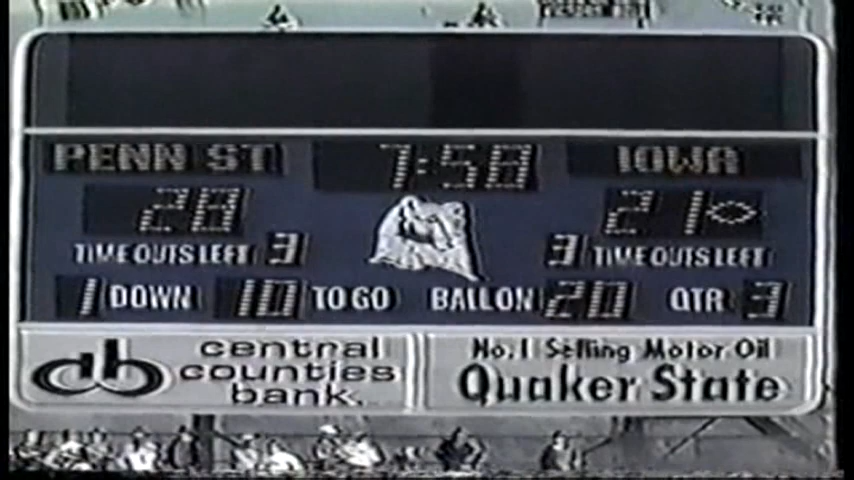 PENN ST 7:58 IOWA
28 21
TIME OUTS LEFT 3 3 TIME OUTS LEFT
1 DOWN 10 TO GO BALL ON 20 QTR 3
cb central counties bank.
No.1 Selling Motor Oil
Quaker State